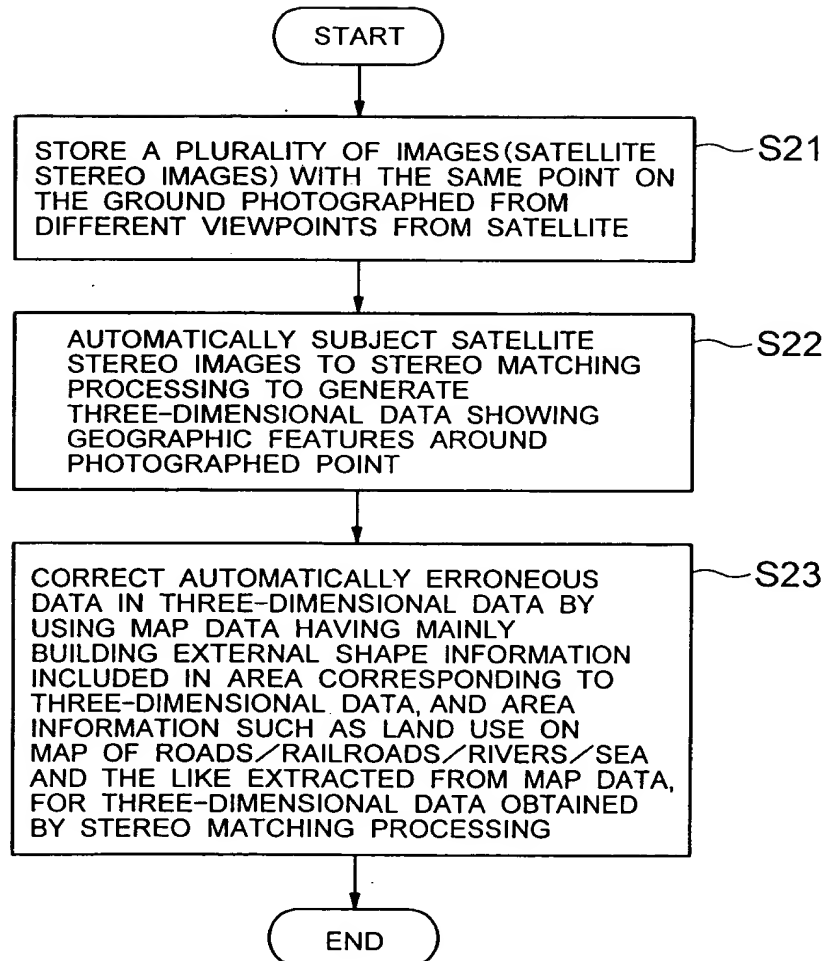 START
STORE A PLURALITY OF IMAGES(SATELLITE
STEREO IMAGES) WITH THE SAME POINT ON
THE GROUND PHOTOGRAPHED FROM
DIFFERENT VIEWPOINTS FROM SATELLITE
S21
AUTOMATICALLY SUBJECT SATELLITE
STEREO IMAGES TO STEREO MATCHING
PROCESSING TO GENERATE
THREE-DIMENSIONAL DATA SHOWING
GEOGRAPHIC FEATURES AROUND
PHOTOGRAPHED POINT
S22
CORRECT AUTOMATICALLY ERRONEOUS
DATA IN THREE-DIMENSIONAL DATA BY
USING MAP DATA HAVING MAINLY
BUILDING EXTERNAL SHAPE INFORMATION
INCLUDED IN AREA CORRESPONDING TO
THREE-DIMENSIONAL DATA, AND AREA
INFORMATION SUCH AS LAND USE ON
MAP OF ROADS/RAILROADS/RIVERS/SEA
AND THE LIKE EXTRACTED FROM MAP DATA,
FOR THREE-DIMENSIONAL DATA OBTAINED
BY STEREO MATCHING PROCESSING
S23
END